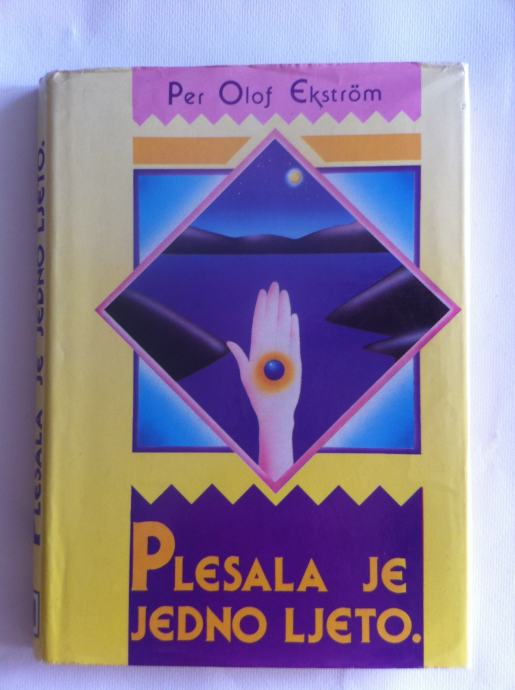 Per Olof Ekström
PLESALA JE
JEDNO LJETO.
PLESALA JE JEDNO LJETO.